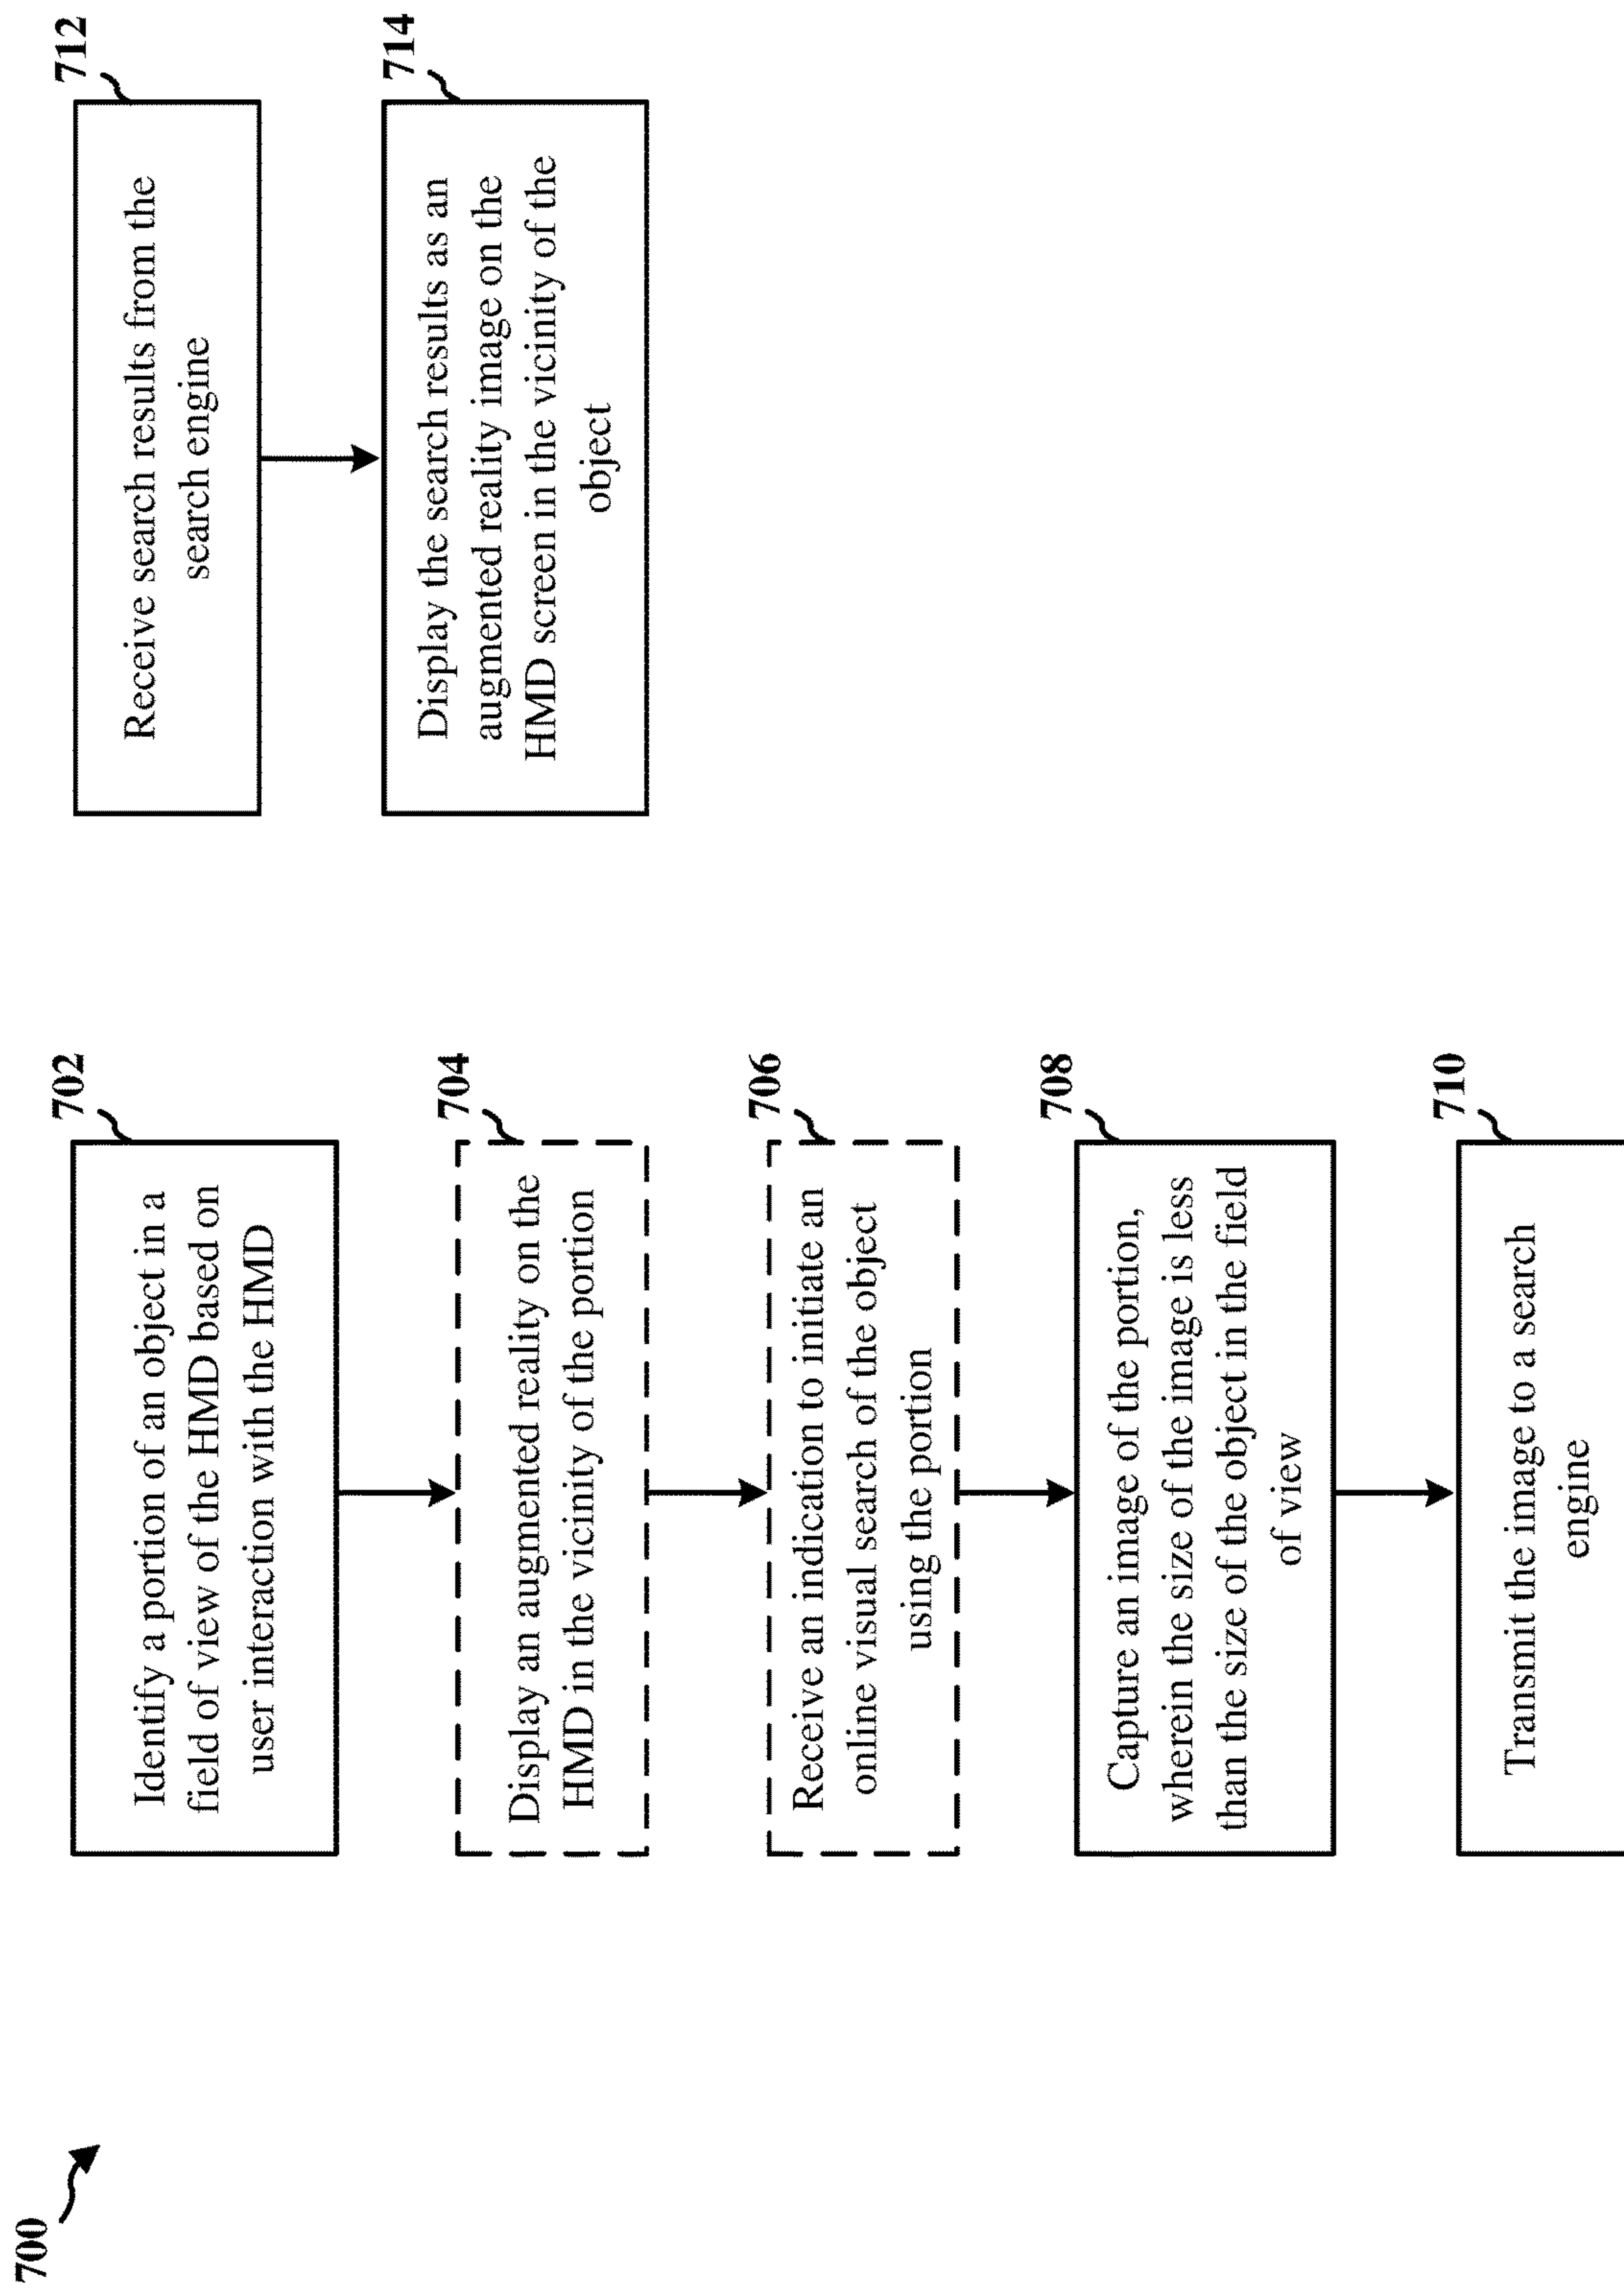 700
702
Identify a portion of an object in a
field of view of the HMD based on
user interaction with the HMD
704
Display an augmented reality on the
HMD in the vicinity of the portion
706
Receive an indication to initiate an
online visual search of the object
using the portion
708
Capture an image of the portion,
wherein the size of the image is less
than the size of the object in the field
of view
710
Transmit the image to a search
engine
712
Receive search results from the
search engine
714
Display the search results as an
augmented reality image on the
HMD screen in the vicinity of the
object